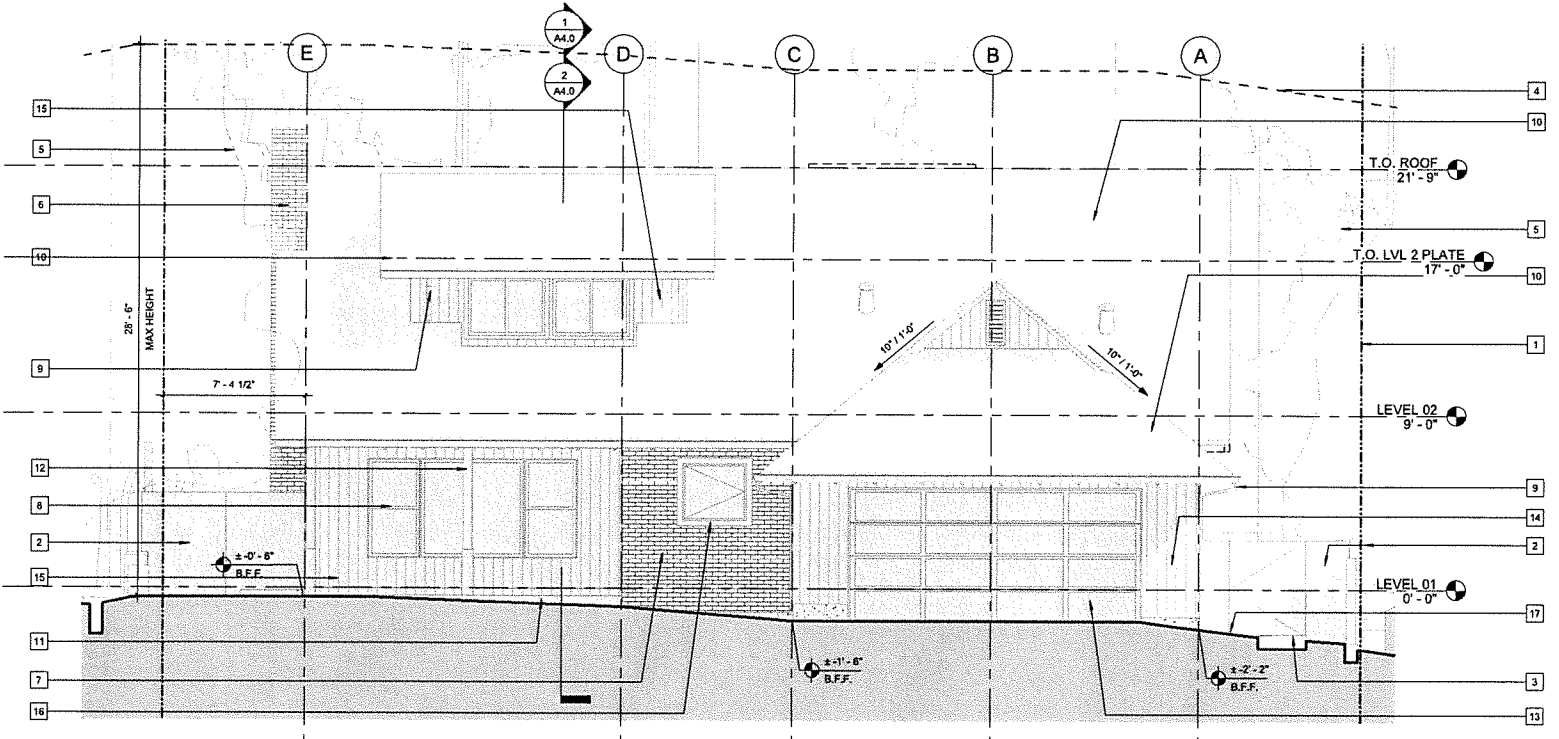 1
A4.0
E
D
C
B
A
2
A4.0
15
4
5
10
T.O. ROOF
21' - 9"
6
5
10
T.O. LVL 2 PLATE
17' - 0"
10
28' - 6"
MAX HEIGHT
10" / 1'-0"
10" / 1'-0"
9
1
7' - 4 1/2"
LEVEL 02
9' - 0"
12
9
8
14
2
2
± -0' - 6"
B.F.F.
15
LEVEL 01
0' - 0"
17
11
± -1' - 6"
B.F.F.
± -2' - 2"
B.F.F.
7
3
16
13